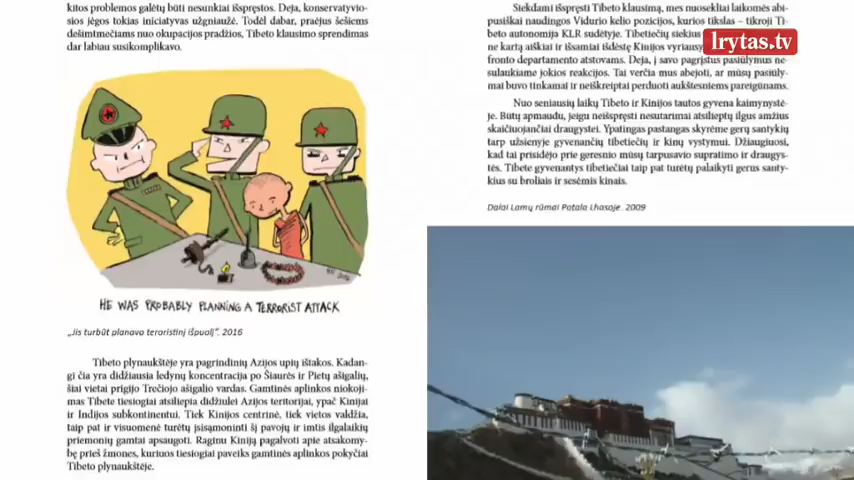 kitos problemos galėtų būti nesunkiai išspręstos. Deja, konservatyvio-
sios jėgos tokias iniciatyvas užgniaužė. Todėl dabar, praėjus šešiems
dešimtmečiams nuo okupacijos pradžios, Tibeto klausimo sprendimas
dar labiau susikomplikavo.
HE WAS PROBABLY PLANNING A TERRORIST ATTACK
„Jis turbūt planavo teroristinį išpuolį“. 2016
Tibeto plynaukštėje yra pagrindinių Azijos upių ištakos. Kadan-
gi čia yra didžiausia ledynų koncentracija po Šiaurės ir Pietų ašigalių,
šiai vietai prigijo Trečiojo ašigalio vardas. Gamtinės aplinkos niokoji-
mas Tibete tiesiogiai atsiliepia didžiulei Azijos teritorijai, ypač Kinijai
ir Indijos subkontinentui. Tiek Kinijos centrinė, tiek vietos valdžia,
taip pat ir visuomenė turėtų įsisąmoninti šį pavojų ir imtis ilgalaikių
priemonių gamtai apsaugoti. Raginu Kiniją pagalvoti apie atsakomy-
bę prieš žmones, kuriuos tiesiogiai paveiks gamtinės aplinkos pokyčiai
Tibeto plynaukštėje.
Siekdami išspręsti Tibeto klausimą, mes nuosekliai laikomės abi-
pusiškai naudingos Vidurio kelio pozicijos, kurios tikslas – tikroji Ti-
beto autonomija KLR sudėtyje. Tibetiečių siekius
ne kartą aiškiai ir išsamiai išdėstę Kinijos vyriausy
fronto departamento atstovams. Deja, į savo pagrįstus pasiūlymus ne-
sulaukiame jokios reakcijos. Tai verčia mus abejoti, ar mūsų pasiūly-
mai buvo tinkamai ir neiškreiptai perduoti aukštesniems pareigūnams.
Nuo seniausių laikų Tibeto ir Kinijos tautos gyvena kaimynystė-
je. Būtų apmaudu, jeigu neišspręsti nesutarimai atsilieptų ilgus amžius
skaičiuojančiai draugystei. Ypatingas pastangas skyrėme gerų santykių
tarp užsienyje gyvenančių tibetiečių ir kinų vystymui. Džiaugiuosi,
kad tai prisidėjo prie geresnio mūsų tarpusavio supratimo ir draugys-
tės. Tibete gyvenantys tibetiečiai taip pat turėtų palaikyti gerus santy-
kius su broliais ir sesėmis kinais.
Dalai Lamų rūmai Potala Lhasoje. 2009
lrytas.tv